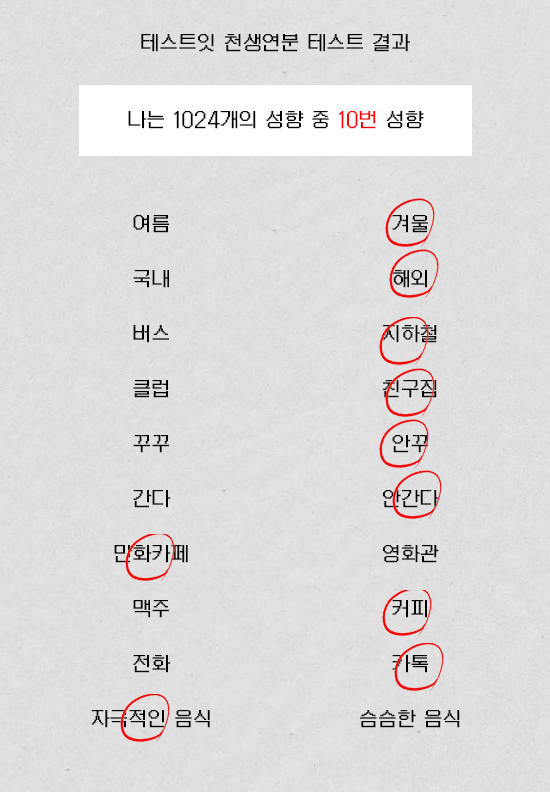 테스트잇 천생연분 테스트 결과
나는 1024개의 성향 중 10번 성향
여름 겨울
국내 해외
버스 지하철
클럽 친구집
꾸꾸 안꾸
간다 안간다
만화카페 영화관
맥주 커피
전화 카톡
자극적인 음식 슴슴한 음식